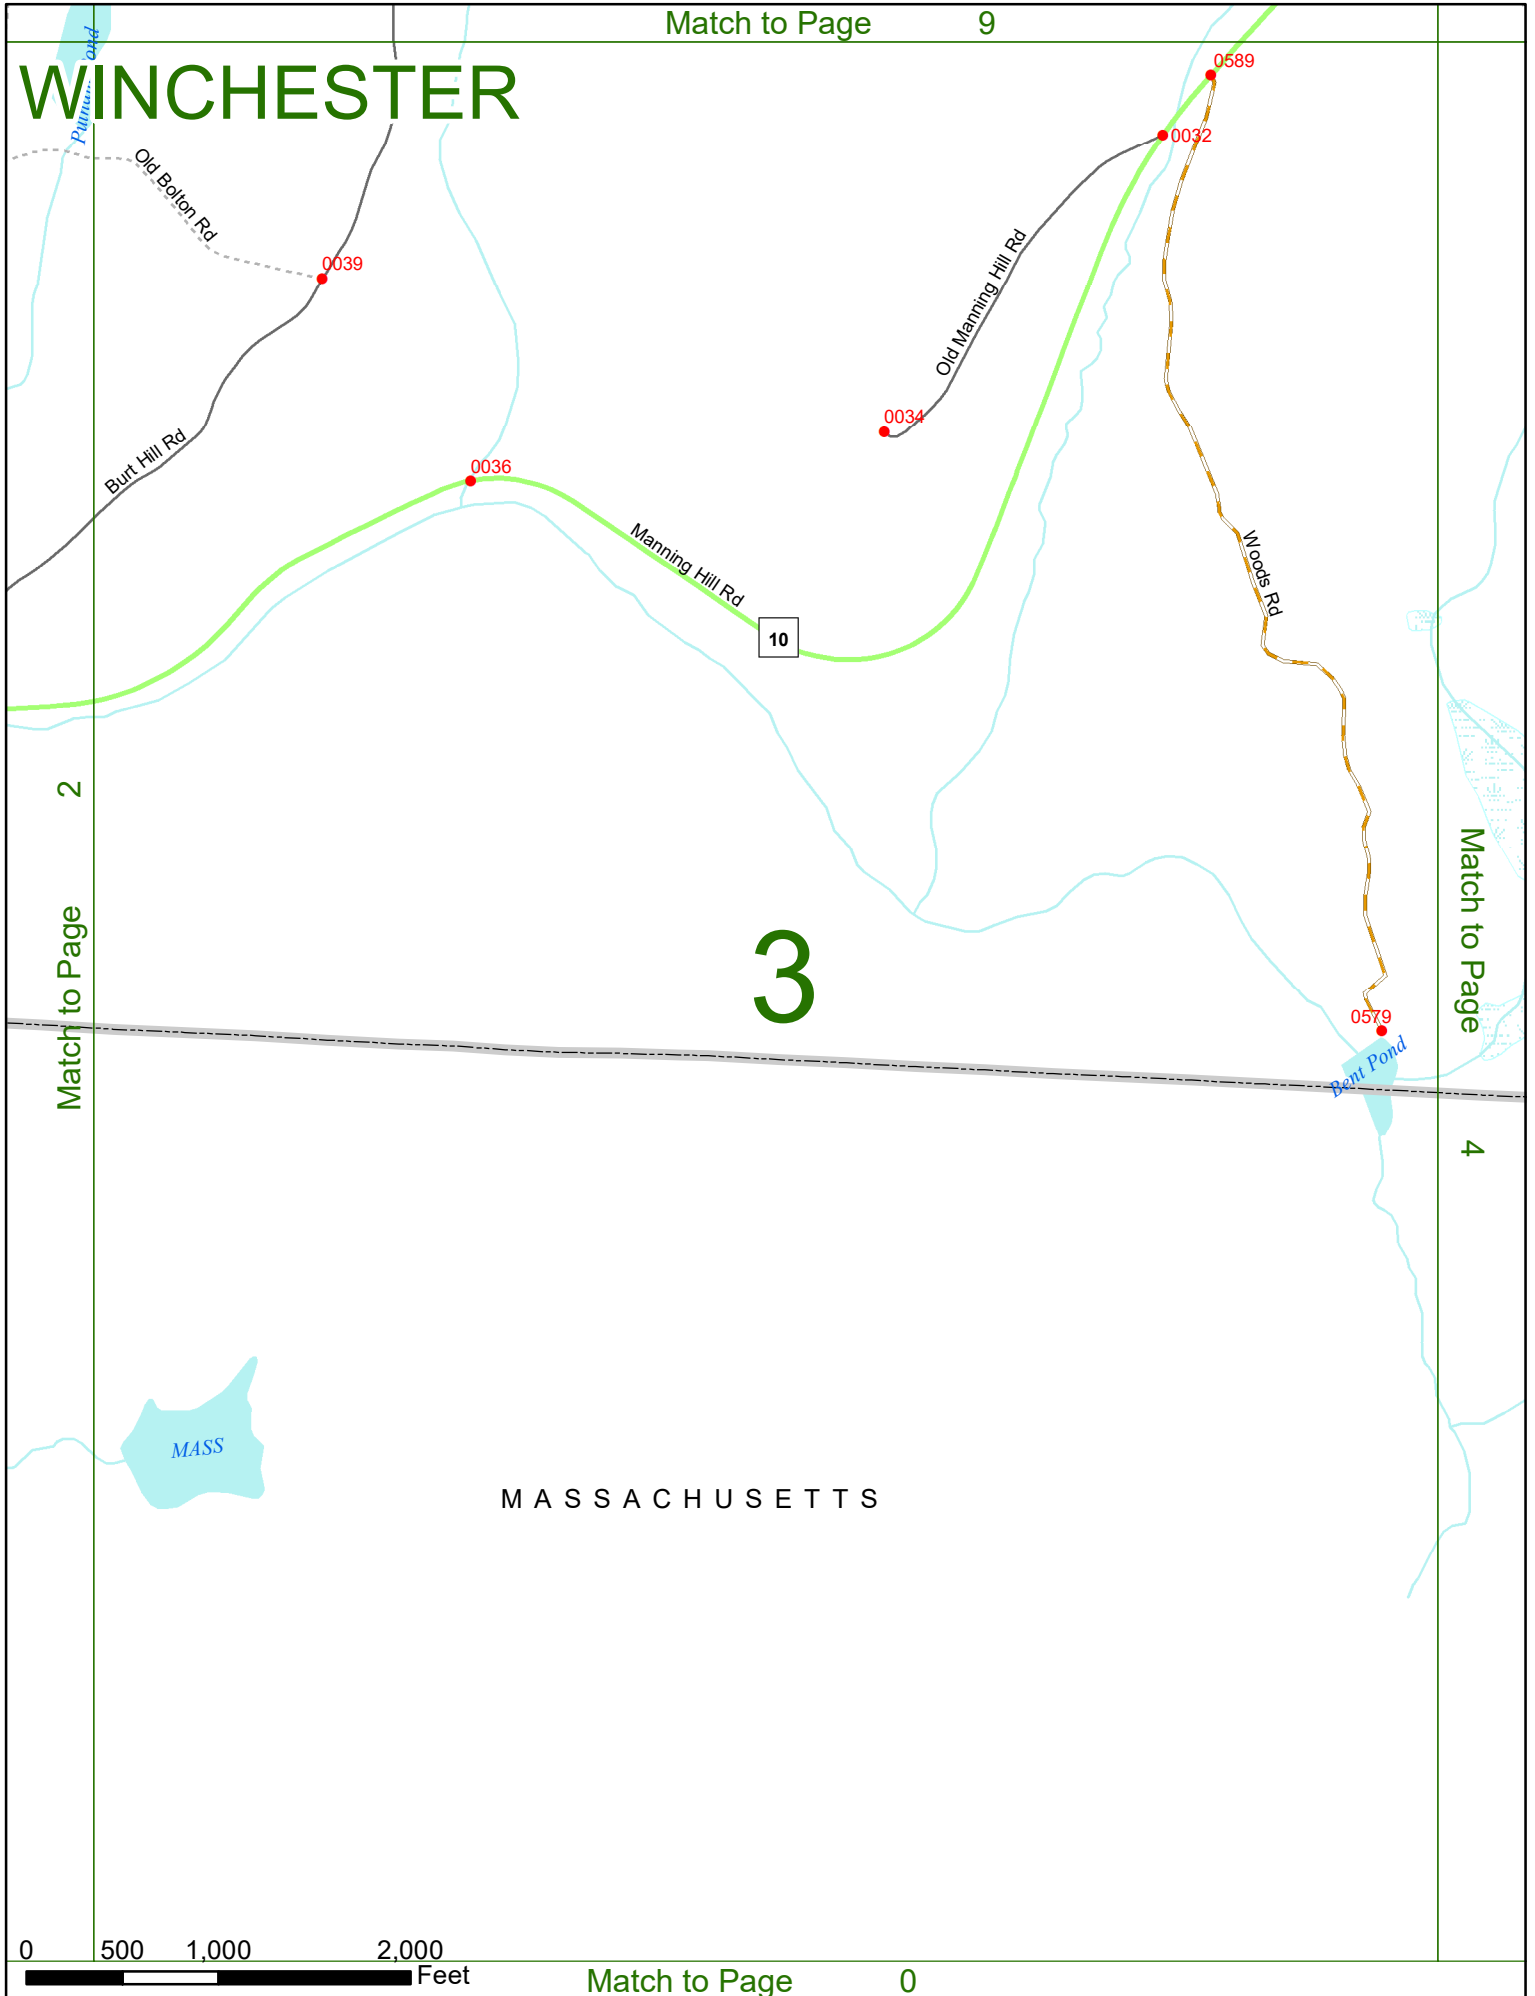 Match to Page 9
WINCHESTER
Putnam Pond
0589
0032
Old Bolton Rd
0039
Old Manning Hill Rd
0034
Burt Hill Rd
0036
Manning Hill Rd
10
Woods Rd
Match to Page 2
Match to Page 4
3
0579
Bent Pond
MASS
MASSACHUSETTS
0 500 1,000 2,000
Feet
Match to Page 0